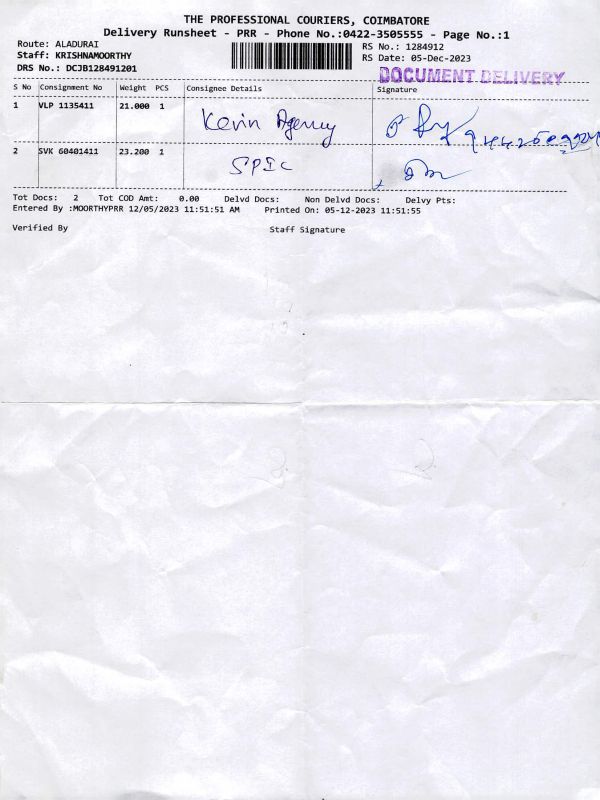 THE PROFESSIONAL COURIERS, COIMBATORE
Delivery Runsheet - PRR - Phone No.:0422-3505555 - Page No.:1
Route: ALADURAI
Staff: KRISHNAMOORTHY
DRS No.: DCJB128491201
RS No.: 1284912
RS Date: 05-Dec-2023
DOCUMENT DELIVERY
S No Consignment No Weight PCS Consignee Details Signature
1 VLP 1135411 21.000 1 Kevin Agency
2 SVK 60401411 23.200 1 SPIC
Tot Docs: 2 Tot COD Amt: 0.00 Delvd Docs: Non Delvd Docs: Delvy Pts:
Entered By :MOORTHYPRR 12/05/2023 11:51:51 AM Printed On: 05-12-2023 11:51:55
Verified By Staff Signature